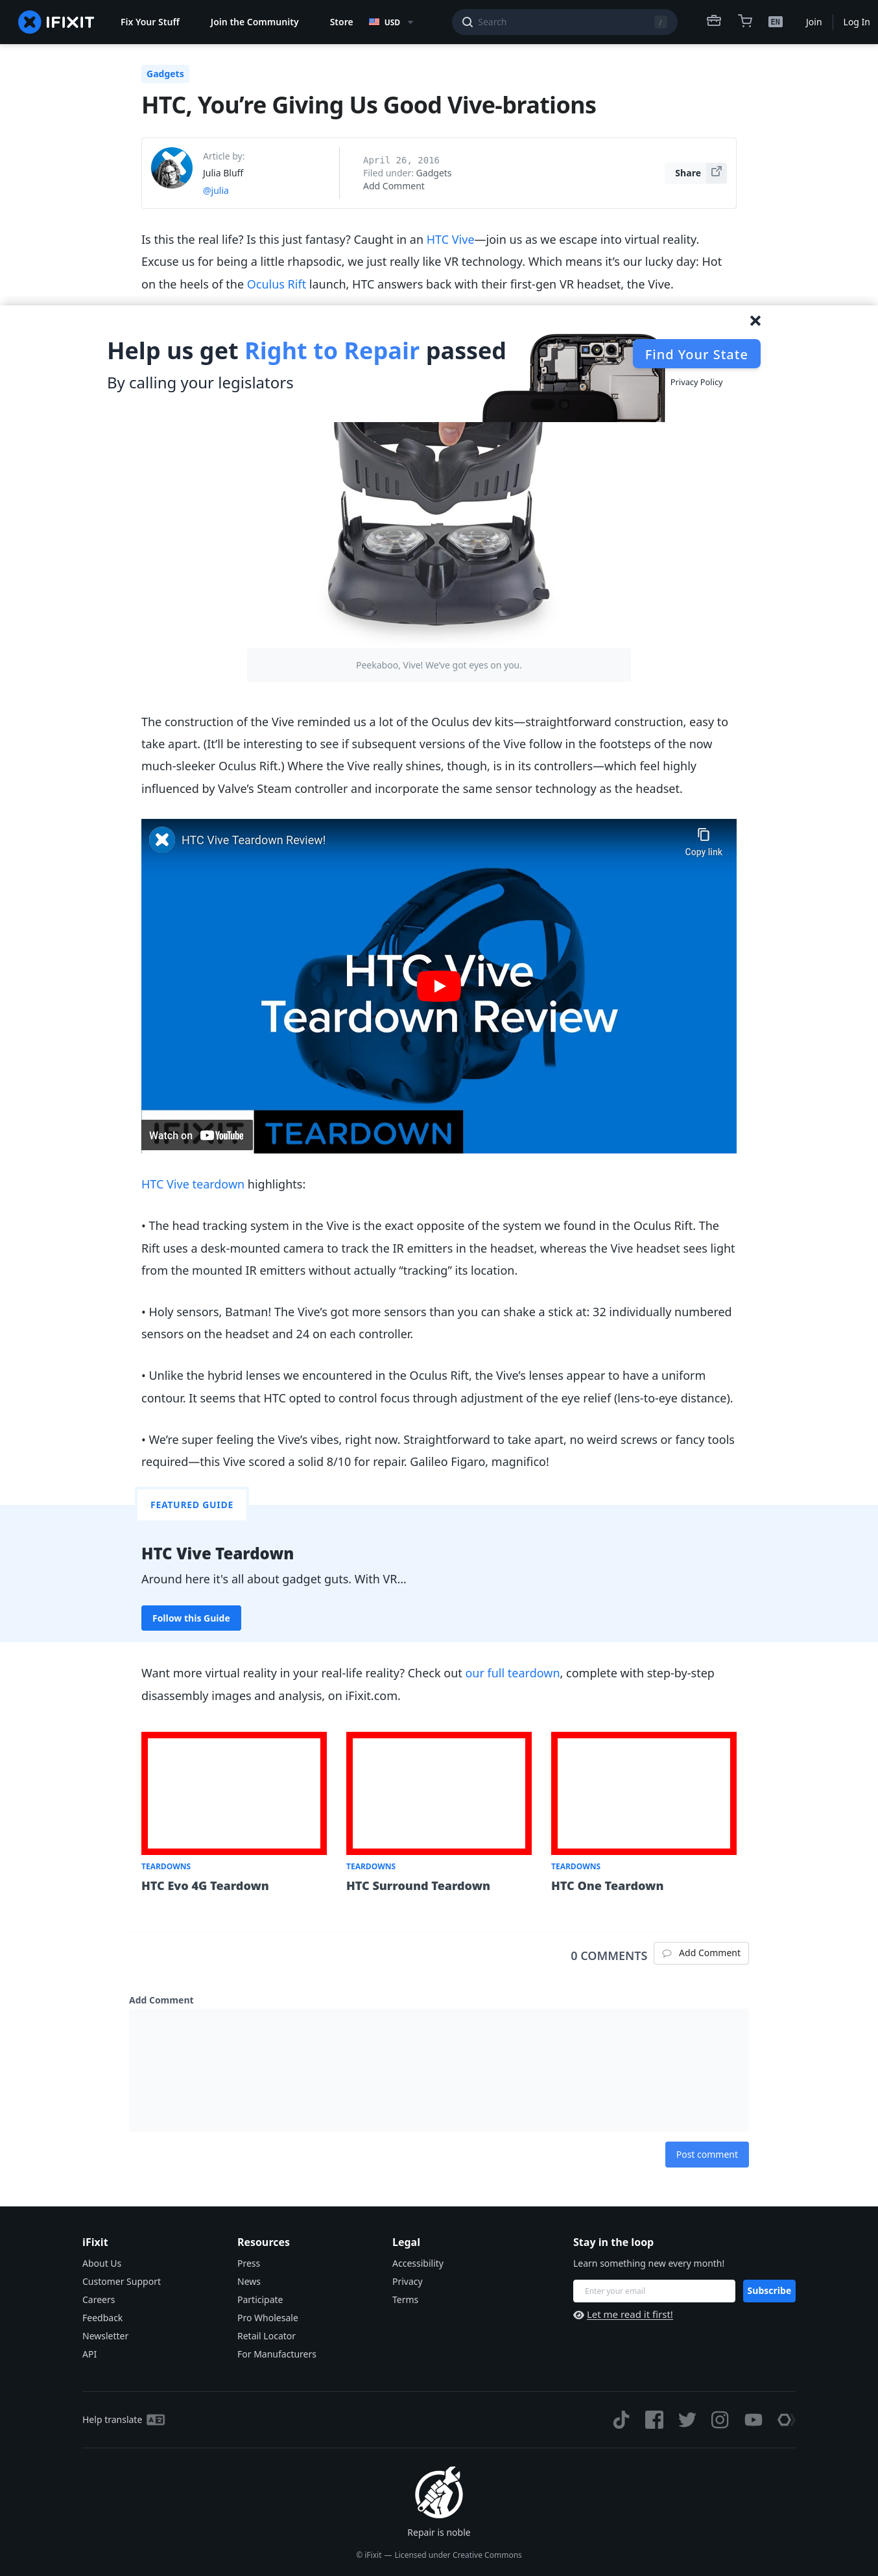 IFIXIT
Fix Your Stuff
Join the Community
Store
USD
Search
/
EN
Join
Log In
Gadgets
HTC, You’re Giving Us Good Vive-brations
Article by:
Julia Bluff
@julia
April 26, 2016
Filed under: Gadgets
Add Comment
Share
Is this the real life? Is this just fantasy? Caught in an HTC Vive—join us as we escape into virtual reality.
Excuse us for being a little rhapsodic, we just really like VR technology. Which means it’s our lucky day: Hot
on the heels of the Oculus Rift launch, HTC answers back with their first-gen VR headset, the Vive.
Help us get Right to Repair passed
By calling your legislators
Find Your State
Privacy Policy
Peekaboo, Vive! We’ve got eyes on you.
The construction of the Vive reminded us a lot of the Oculus dev kits—straightforward construction, easy to
take apart. (It’ll be interesting to see if subsequent versions of the Vive follow in the footsteps of the now
much-sleeker Oculus Rift.) Where the Vive really shines, though, is in its controllers—which feel highly
influenced by Valve’s Steam controller and incorporate the same sensor technology as the headset.
HTC Vive Teardown Review!
Copy link
HTC Vive
Teardown Review
IFIXIT TEARDOWN
Watch on YouTube
HTC Vive teardown highlights:
• The head tracking system in the Vive is the exact opposite of the system we found in the Oculus Rift. The
Rift uses a desk-mounted camera to track the IR emitters in the headset, whereas the Vive headset sees light
from the mounted IR emitters without actually “tracking” its location.
• Holy sensors, Batman! The Vive’s got more sensors than you can shake a stick at: 32 individually numbered
sensors on the headset and 24 on each controller.
• Unlike the hybrid lenses we encountered in the Oculus Rift, the Vive’s lenses appear to have a uniform
contour. It seems that HTC opted to control focus through adjustment of the eye relief (lens-to-eye distance).
• We’re super feeling the Vive’s vibes, right now. Straightforward to take apart, no weird screws or fancy tools
required—this Vive scored a solid 8/10 for repair. Galileo Figaro, magnifico!
FEATURED GUIDE
HTC Vive Teardown
Around here it's all about gadget guts. With VR...
Follow this Guide
Want more virtual reality in your real-life reality? Check out our full teardown, complete with step-by-step
disassembly images and analysis, on iFixit.com.
TEARDOWNS
HTC Evo 4G Teardown
TEARDOWNS
HTC Surround Teardown
TEARDOWNS
HTC One Teardown
0 COMMENTS
Add Comment
Add Comment
Post comment
iFixit
About Us
Customer Support
Careers
Feedback
Newsletter
API
Resources
Press
News
Participate
Pro Wholesale
Retail Locator
For Manufacturers
Legal
Accessibility
Privacy
Terms
Stay in the loop
Learn something new every month!
Enter your email
Subscribe
Let me read it first!
Help translate
Repair is noble
© iFixit — Licensed under Creative Commons